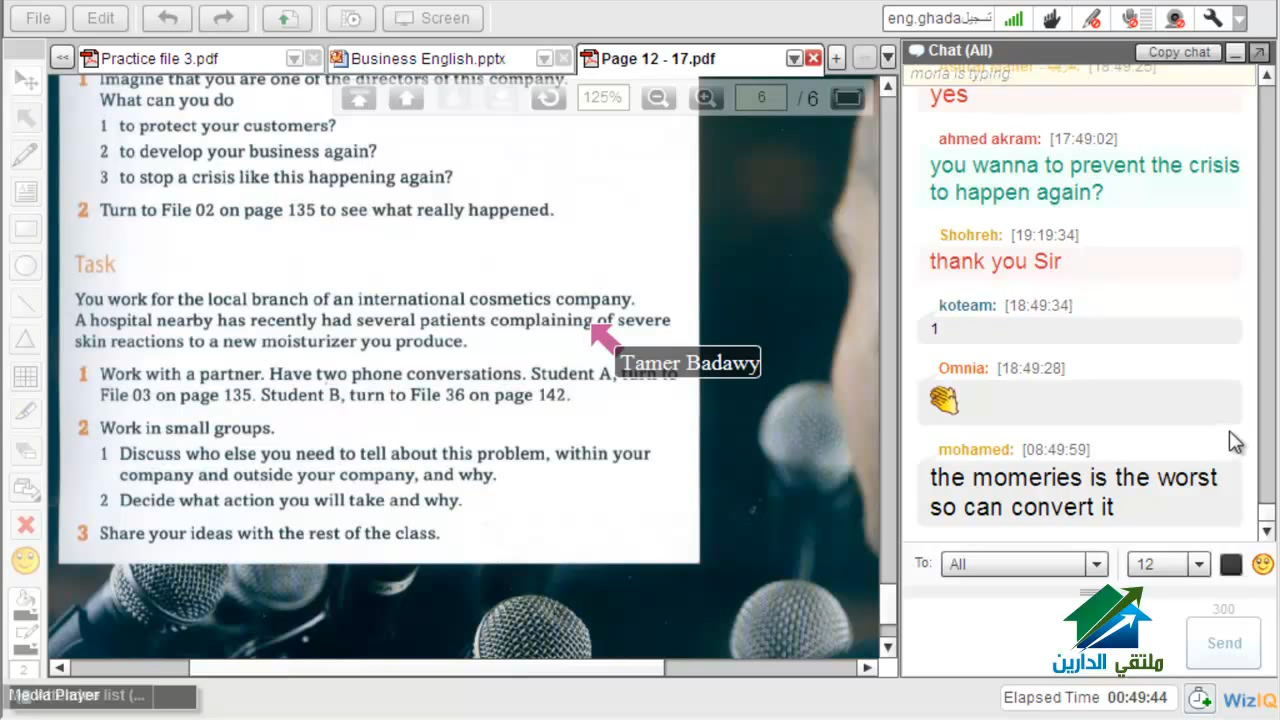 File
Edit
Screen
eng.ghada تسجيل
<<
Practice file 3.pdf
Business English.pptx
Page 12 - 17.pdf
Chat (All)
Copy chat
moria is typing
[18:49:25]
yes
ahmed akram: [17:49:02]
you wanna to prevent the crisis
to happen again?
Shohreh: [19:19:34]
thank you Sir
koteam: [18:49:34]
1
Omnia: [18:49:28]
mohamed: [08:49:59]
the momeries is the worst
so can convert it
To: All
12
300
Send
ملتقي الدارين
125%
6 / 6
1 Imagine that you are one of the directors of this company.
What can you do
1 to protect your customers?
2 to develop your business again?
3 to stop a crisis like this happening again?
2 Turn to File 02 on page 135 to see what really happened.
Task
You work for the local branch of an international cosmetics company.
A hospital nearby has recently had several patients complaining of severe
skin reactions to a new moisturizer you produce.
Tamer Badawy
1 Work with a partner. Have two phone conversations. Student A, turn to
File 03 on page 135. Student B, turn to File 36 on page 142.
2 Work in small groups.
1 Discuss who else you need to tell about this problem, within your
company and outside your company, and why.
2 Decide what action you will take and why.
3 Share your ideas with the rest of the class.
2
Media Player
list (...
Elapsed Time 00:49:44
WizIQ